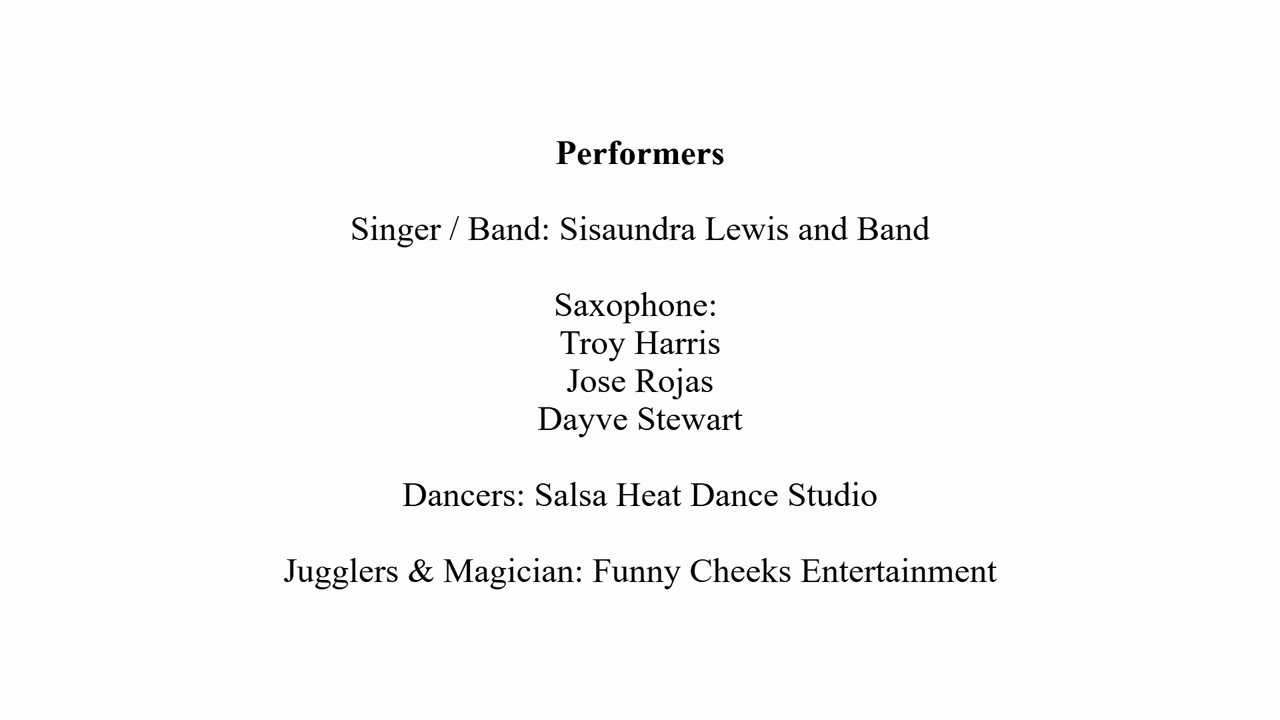 Performers
Singer / Band: Sisaundra Lewis and Band
Saxophone:
Troy Harris
Jose Rojas
Dayve Stewart
Dancers: Salsa Heat Dance Studio
Jugglers & Magician: Funny Cheeks Entertainment